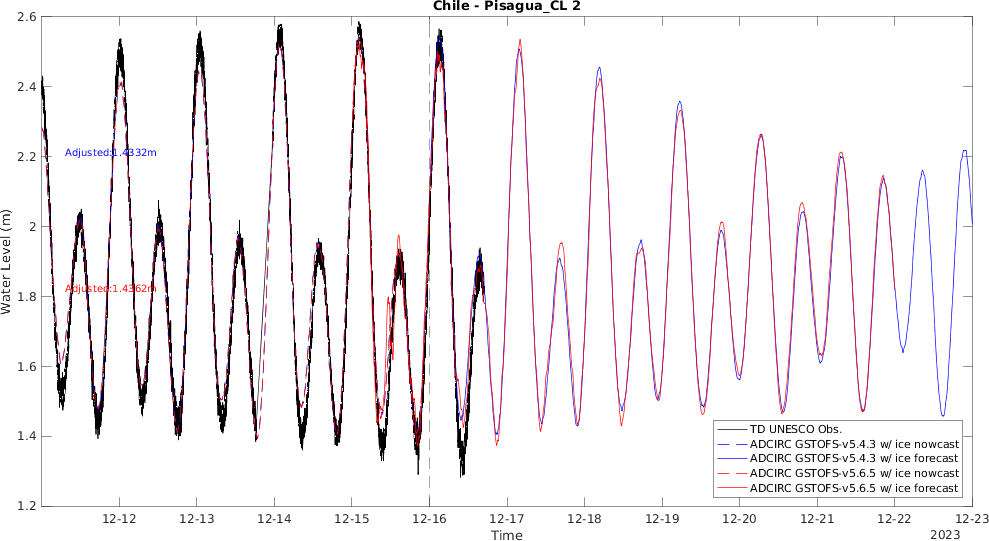 Chile - Pisagua_CL 2
2.6
2.4
2.2
2
1.8
1.6
1.4
1.2
Water Level (m)
Adjusted:1.4332m
Adjusted:1.4362m
TD UNESCO Obs.
ADCIRC GSTOFS-v5.4.3 w/ ice nowcast
ADCIRC GSTOFS-v5.4.3 w/ ice forecast
ADCIRC GSTOFS-v5.6.5 w/ ice nowcast
ADCIRC GSTOFS-v5.6.5 w/ ice forecast
12-12 12-13 12-14 12-15 12-16 12-17 12-18 12-19 12-20 12-21 12-22 12-23
Time
2023